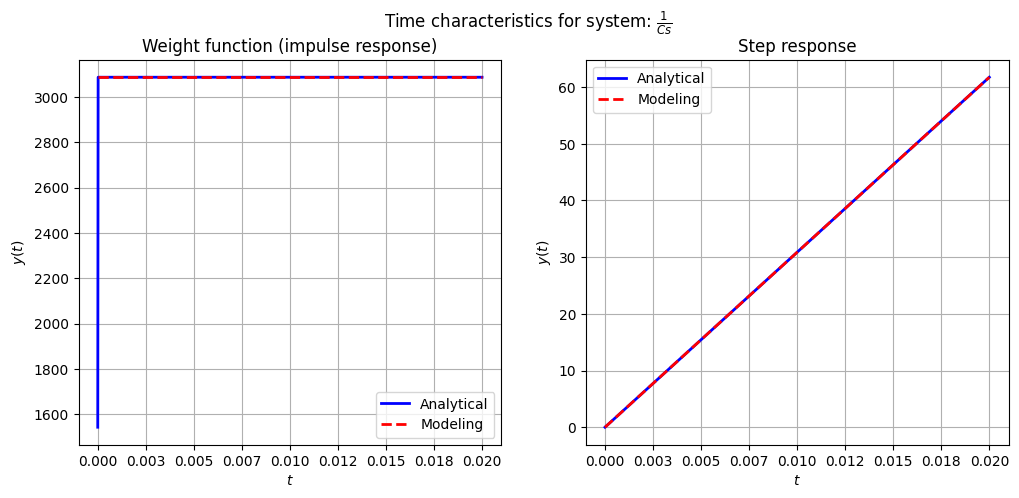 Time characteristics for system: $\frac{1}{Cs}$
Weight function (impulse response)
3000
2800
2600
2400
2200
2000
1800
1600
y(t)
0.000 0.003 0.005 0.007 0.010 0.012 0.015 0.018 0.020
t
Analytical
Modeling
Step response
60
50
40
30
20
10
0
y(t)
0.000 0.003 0.005 0.007 0.010 0.012 0.015 0.018 0.020
t
Analytical
Modeling